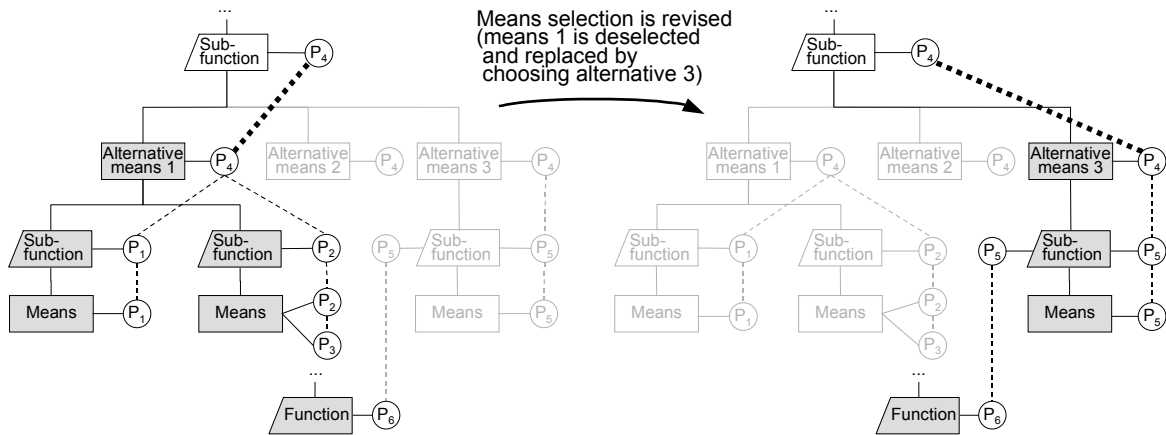 ...
Sub-
function
P4
Means selection is revised
(means 1 is deselected
and replaced by
choosing alternative 3)
...
Sub-
function
P4
Alternative
means 1
P4
Alternative
means 2
P4
Alternative
means 3
P4
Alternative
means 1
P4
Alternative
means 2
P4
Alternative
means 3
P4
Sub-
function
P1
Sub-
function
P2
P5
Sub-
function
P5
Sub-
function
P1
Sub-
function
P2
P5
Sub-
function
P5
Means
P1
Means
P2
P3
Means
P5
Means
P1
Means
P2
P3
Means
P5
...
Function
P6
...
Function
P6